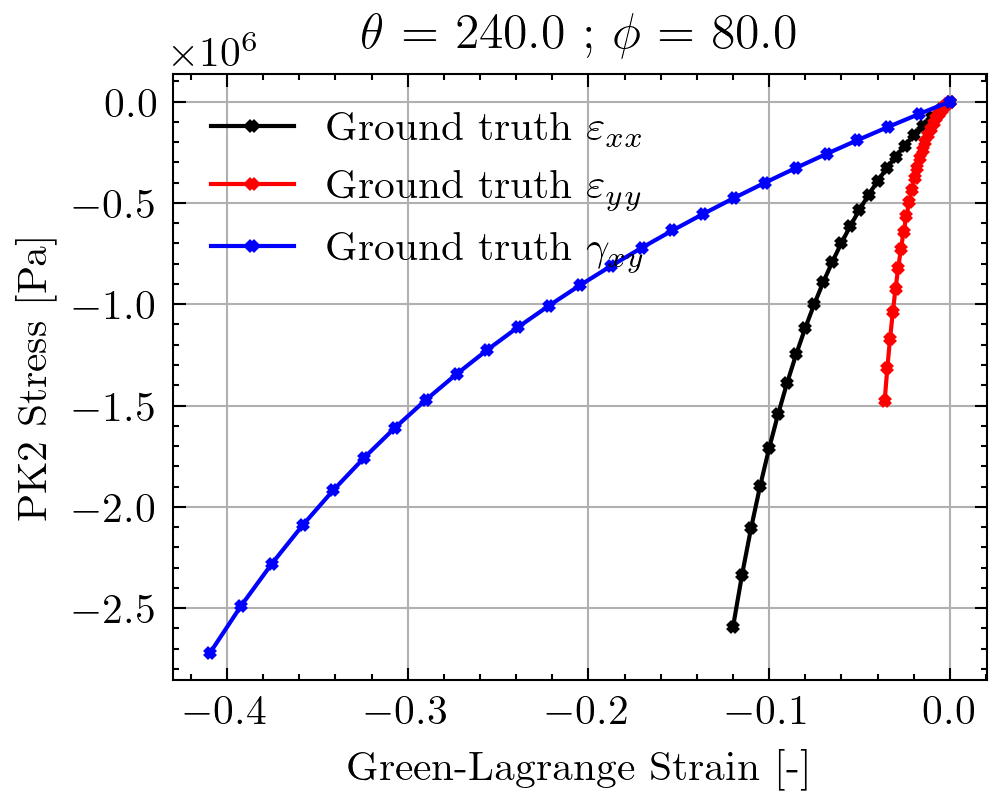 θ = 240.0 ; ϕ = 80.0
×10⁶
0.0
−0.5
−1.0
−1.5
−2.0
−2.5
PK2 Stress [Pa]
Ground truth εₓₓ
Ground truth ε_yy
Ground truth γ_xy
−0.4 −0.3 −0.2 −0.1 0.0
Green-Lagrange Strain [-]